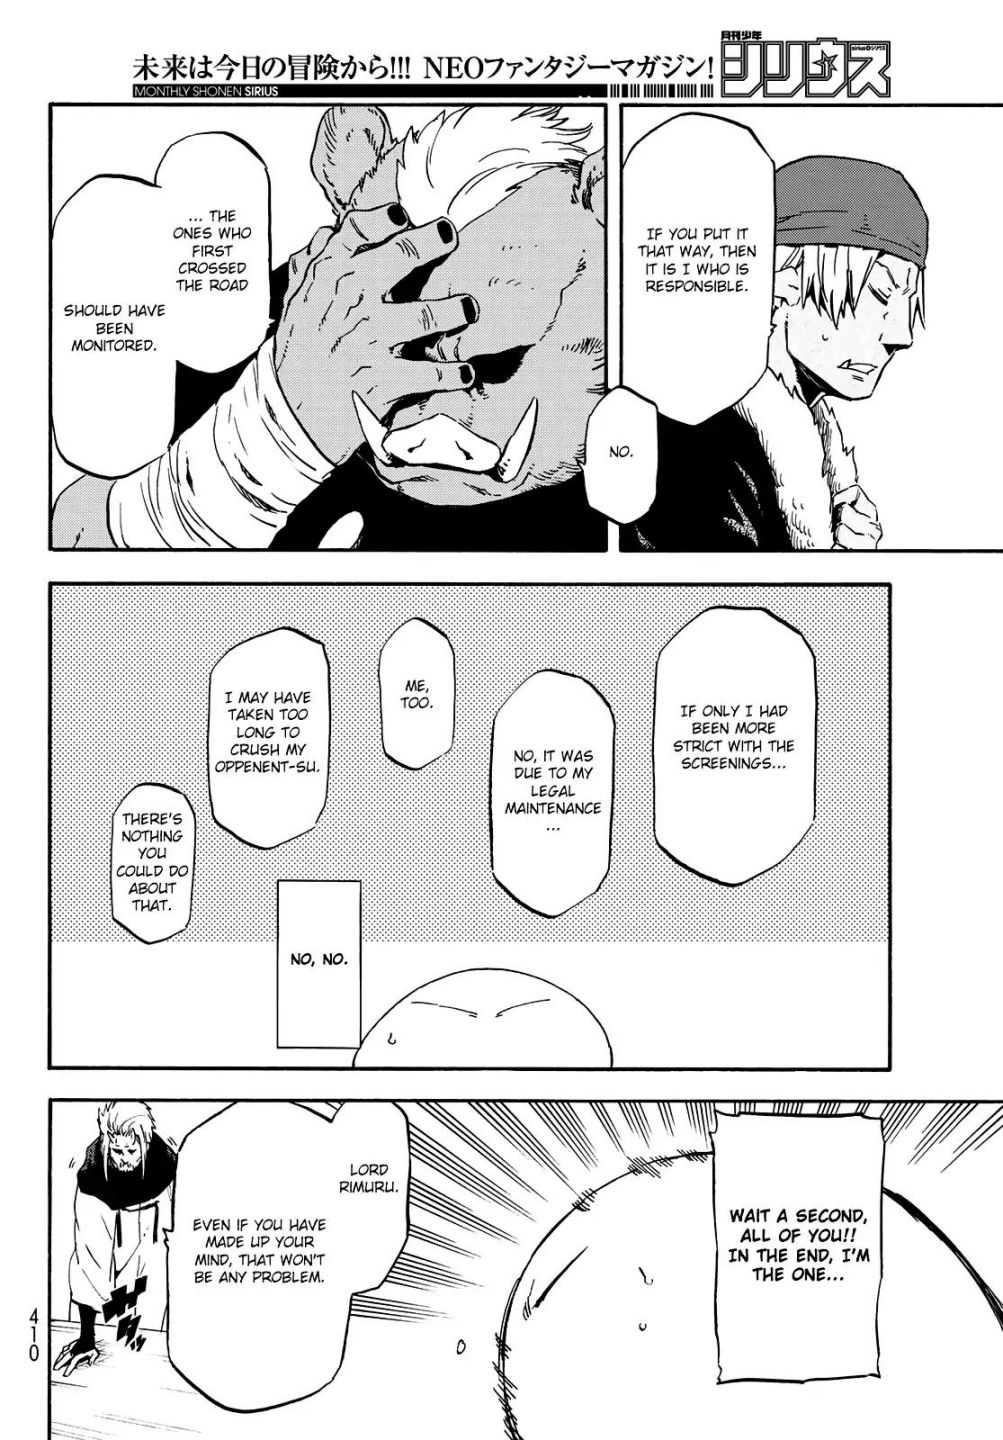 未来は今日の冒険から!!! NEOファンタジーマガジン!
月刊少年
シリウス
MONTHLY SHONEN SIRIUS
IF YOU PUT IT
THAT WAY, THEN
IT IS I WHO IS
RESPONSIBLE.
NO.
... THE
ONES WHO
FIRST
CROSSED
THE ROAD
SHOULD HAVE
BEEN
MONITORED.
IF ONLY I HAD
BEEN MORE
STRICT WITH THE
SCREENINGS...
NO, IT WAS
DUE TO MY
LEGAL
MAINTENANCE
...
ME,
TOO.
I MAY HAVE
TAKEN TOO
LONG TO
CRUSH MY
OPPENENT-SU.
THERE'S
NOTHING
YOU
COULD DO
ABOUT
THAT.
NO, NO.
WAIT A SECOND,
ALL OF YOU!!
IN THE END, I'M
THE ONE...
LORD
RIMURU.
EVEN IF YOU HAVE
MADE UP YOUR
MIND, THAT WON'T
BE ANY PROBLEM.
410